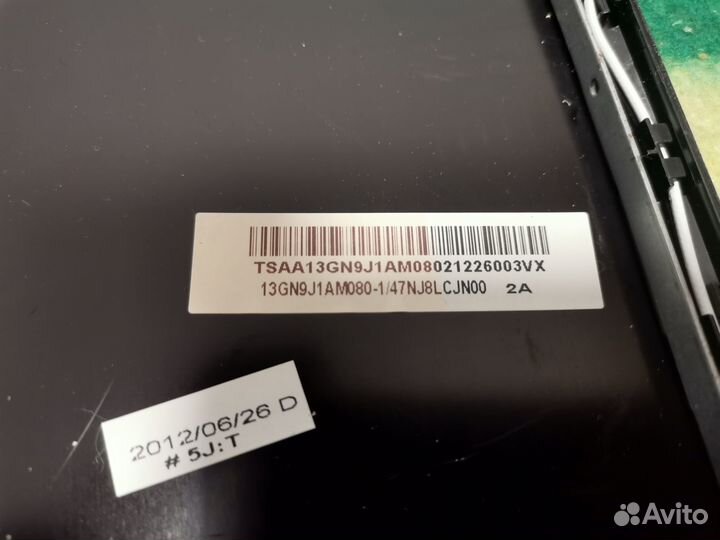 TSAA13GN9J1AM08021226003VX
13GN9J1AM080-1/47NJ8LCJN00 2A
2012/06/26 D
# 5J:T
Avito